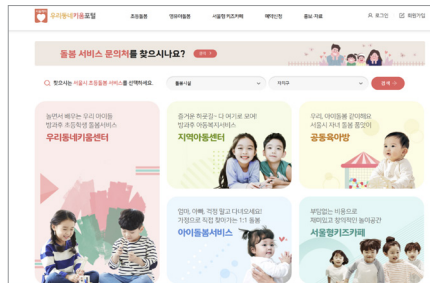 우리동네키움포털
초등돌봄
영유아돌봄
서울형 키즈카페
예약신청
홍보·자료
로그인
회원가입
돌봄 서비스 문의처를 찾으시나요?
찾으시는 서울시 초등돌봄 서비스를 선택하세요.
활동시설
자치구
검색
놀면서 배우는 우리 아이들
방과후 초등학생 돌봄서비스
우리동네키움센터
즐거운 하굣길~ 다 여기로 모여!
방과후 아동복지서비스
지역아동센터
우리, 아이돌봄 같이해요!
서울시 자녀 돌봄 품앗이
공동육아방
엄마, 아빠, 걱정 말고 다녀오세요!
가정으로 직접 찾아가는 1:1 돌봄
아이돌봄서비스
부담없는 비용으로
재미있고 창의적인 놀이공간
서울형키즈카페